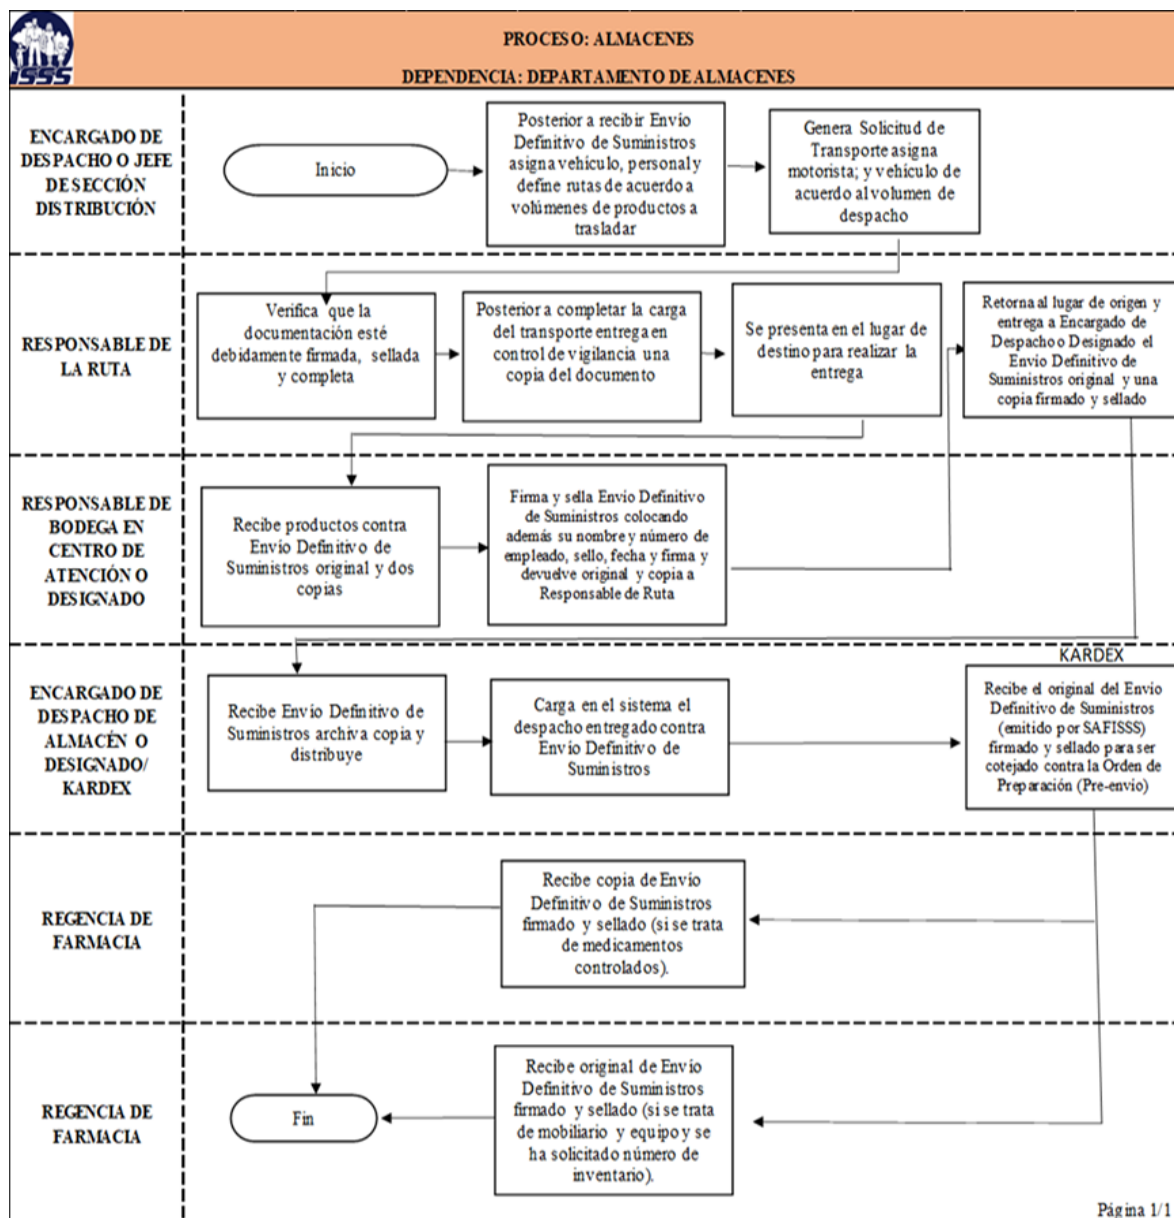 ISSS
PROCESO: ALMACENES
DEPENDENCIA: DEPARTAMENTO DE ALMACENES
ENCARGADO DE
DESPACHO O JEFE
DE SECCIÓN
DISTRIBUCIÓN
Inicio
Posterior a recibir Envío
Definitivo de Suministros
asigna vehículo, personal y
define rutas de acuerdo a
volúmenes de productos a
trasladar
Genera Solicitud de
Transporte asigna
motorista; y vehículo de
acuerdo al volumen de
despacho
RESPONSABLE DE
LA RUTA
Verifica que la
documentación esté
debidamente firmada, sellada
y completa
Posterior a completar la carga
del transporte entrega en
control de vigilancia una
copia del documento
Se presenta en el lugar de
destino para realizar la
entrega
Retorna al lugar de origen y
entrega a Encargado de
Despacho o Designado el
Envío Definitivo de
Suministros original y una
copia firmado y sellado
RESPONSABLE DE
BODEGA EN
CENTRO DE
ATENCIÓN O
DESIGNADO
Recibe productos contra
Envío Definitivo de
Suministros original y dos
copias
Firma y sella Envío Definitivo
de Suministros colocando
además su nombre y número de
empleado, sello, fecha y firma y
devuelve original y copia a
Responsable de Ruta
ENCARGADO DE
DESPACHO DE
ALMACÉN O
DESIGNADO/
KARDEX
Recibe Envío Definitivo de
Suministros archiva copia y
distribuye
Carga en el sistema el
despacho entregado contra
Envío Definitivo de
Suministros
KARDEX
Recibe el original del Envío
Definitivo de Suministros
(emitido por SAFISSS)
firmado y sellado para ser
cotejado contra la Orden de
Preparación (Pre-envío)
REGENCIA DE
FARMACIA
Recibe copia de Envío
Definitivo de Suministros
firmado y sellado (si se trata
de medicamentos
controlados).
REGENCIA DE
FARMACIA
Fin
Recibe original de Envío
Definitivo de Suministros
firmado y sellado (si se trata
de mobiliario y equipo y se
ha solicitado número de
inventario).
Página 1/1